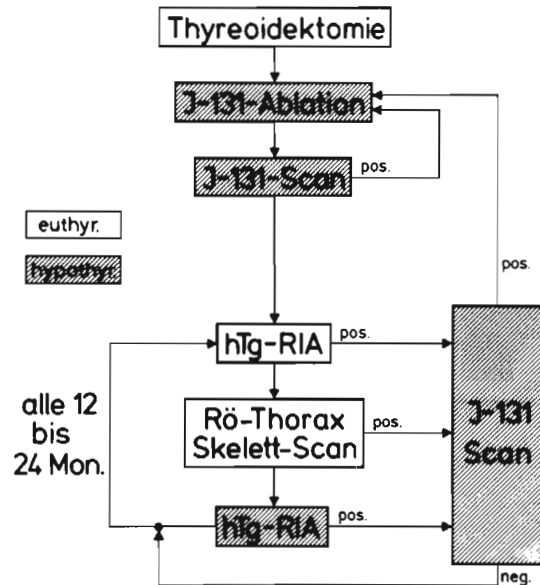 Thyreoidektomie
J-131-Ablation
J-131-Scan
pos.
euthyr.
hypothyr.
pos.
hTg-RIA
pos.
alle 12
bis
24 Mon.
Rö-Thorax
Skelett-Scan
pos.
J-131
Scan
hTg-RIA
pos.
neg.